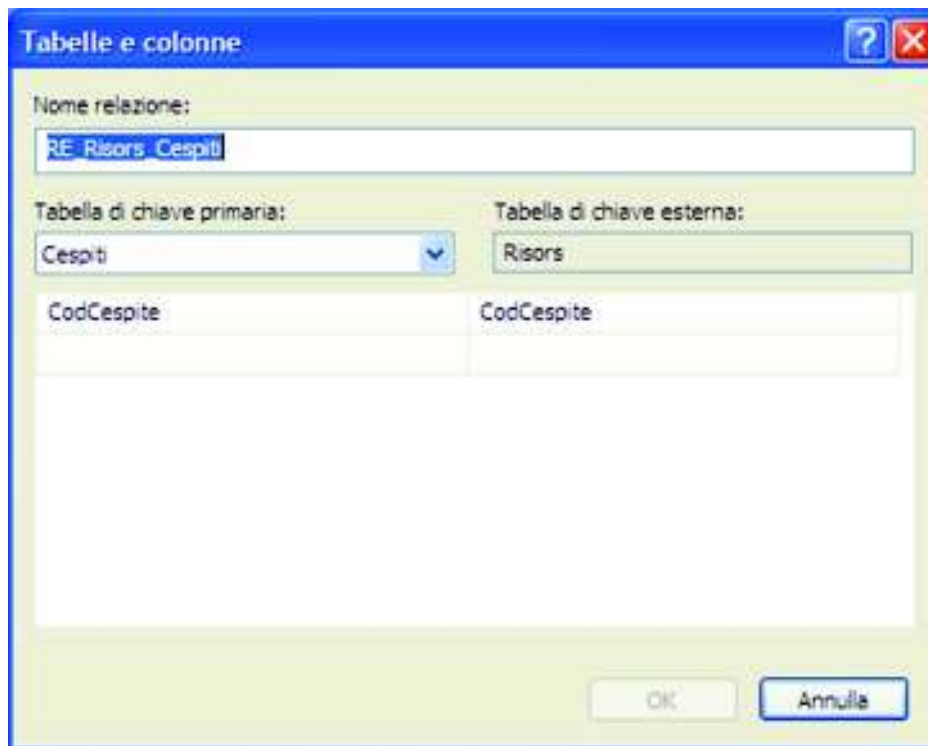 Tabelle e colonne
Nome relazione:
RE_Risors_Cespiti
Tabella di chiave primaria:
Tabella di chiave esterna:
Cespiti
Risors
CodCespite
CodCespite
OK
Annulla